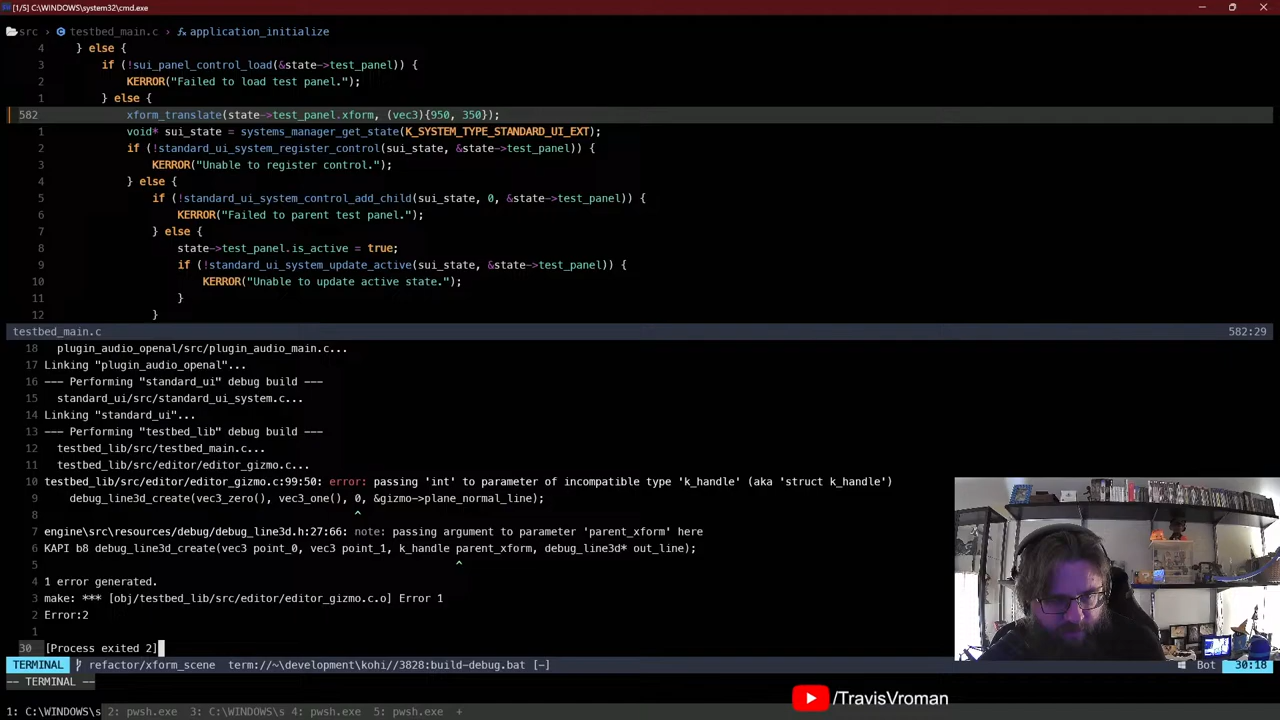 [1/5] C:\WINDOWS\system32\cmd.exe
src > C testbed_main.c > fx application_initialize
4 } else {
3 if (!sui_panel_control_load(&state->test_panel)) {
2 KERROR("Failed to load test panel.");
1 } else {
582 xform_translate(state->test_panel.xform, (vec3){950, 350});
1 void* sui_state = systems_manager_get_state(K_SYSTEM_TYPE_STANDARD_UI_EXT);
2 if (!standard_ui_system_register_control(sui_state, &state->test_panel)) {
3 KERROR("Unable to register control.");
4 } else {
5 if (!standard_ui_system_control_add_child(sui_state, 0, &state->test_panel)) {
6 KERROR("Failed to parent test panel.");
7 } else {
8 state->test_panel.is_active = true;
9 if (!standard_ui_system_update_active(sui_state, &state->test_panel)) {
10 KERROR("Unable to update active state.");
11 }
12 }
testbed_main.c 582:29
18 plugin_audio_openal/src/plugin_audio_main.c...
17 Linking "plugin_audio_openal"...
16 --- Performing "standard_ui" debug build ---
15 standard_ui/src/standard_ui_system.c...
14 Linking "standard_ui"...
13 --- Performing "testbed_lib" debug build ---
12 testbed_lib/src/testbed_main.c...
11 testbed_lib/src/editor/editor_gizmo.c...
10 testbed_lib/src/editor/editor_gizmo.c:99:50: error: passing 'int' to parameter of incompatible type 'k_handle' (aka 'struct k_handle')
9 debug_line3d_create(vec3_zero(), vec3_one(), 0, &gizmo->plane_normal_line);
8 ^
7 engine\src\resources/debug/debug_line3d.h:27:66: note: passing argument to parameter 'parent_xform' here
6 KAPI b8 debug_line3d_create(vec3 point_0, vec3 point_1, k_handle parent_xform, debug_line3d* out_line);
5 ^
4 1 error generated.
3 make: *** [obj/testbed_lib/src/editor/editor_gizmo.c.o] Error 1
2 Error:2
1
30 [Process exited 2]
TERMINAL refactor/xform_scene term://~\development\kohi//3828:build-debug.bat [-] Bot 30:18
-- TERMINAL --
/TravisVroman
1: C:\WINDOWS\s 2: pwsh.exe 3: C:\WINDOWS\s 4: pwsh.exe 5: pwsh.exe +